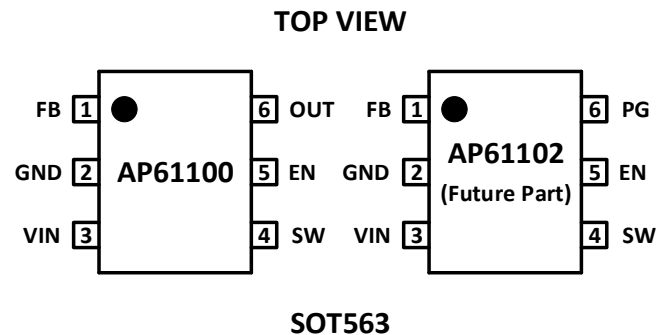 TOP VIEW
FB 1 6 OUT FB 1 6 PG
GND 2 AP61100 5 EN GND 2 AP61102 5 EN
(Future Part)
VIN 3 4 SW VIN 3 4 SW
SOT563